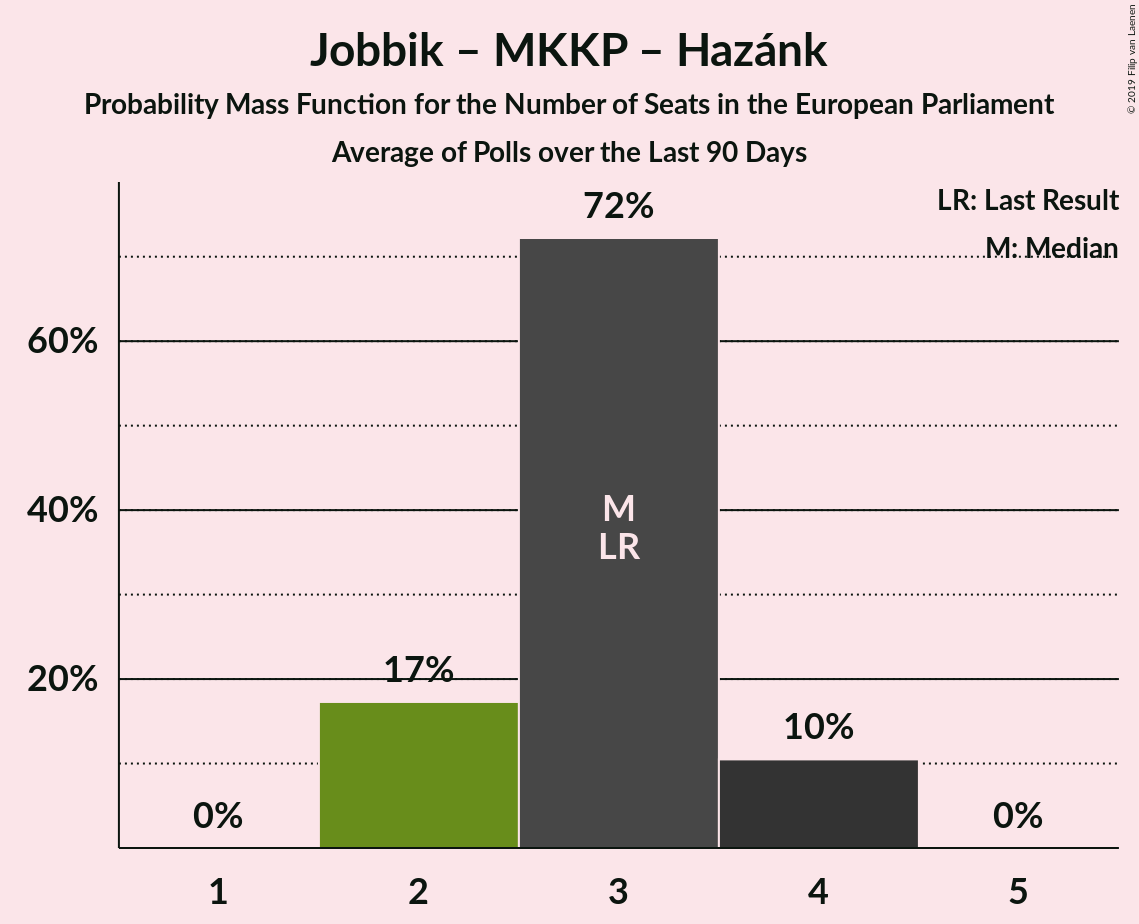 Jobbik – MKKP – Hazánk
Probability Mass Function for the Number of Seats in the European Parliament
Average of Polls over the Last 90 Days
© 2019 Filip van Laenen
LR: Last Result
M: Median
72%
60%
40%
M
LR
20%
17%
10%
0%
0%
1
2
3
4
5